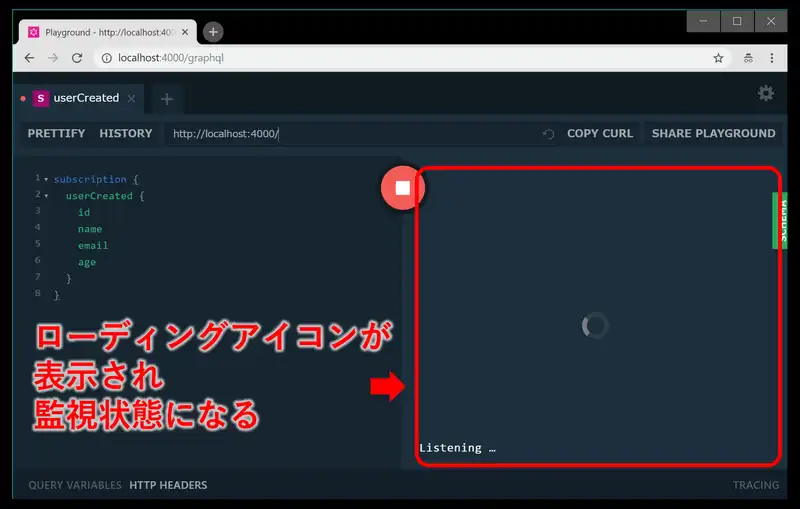 Playground - http://localhost:4000/
localhost:4000/graphql
S userCreated
PRETTIFY HISTORY http://localhost:4000/ COPY CURL SHARE PLAYGROUND
1 subscription {
2 userCreated {
3 id
4 name
5 email
6 age
7 }
8 }
SCHEMA
ローディングアイコンが
表示され
監視状態になる
Listening …
QUERY VARIABLES HTTP HEADERS TRACING